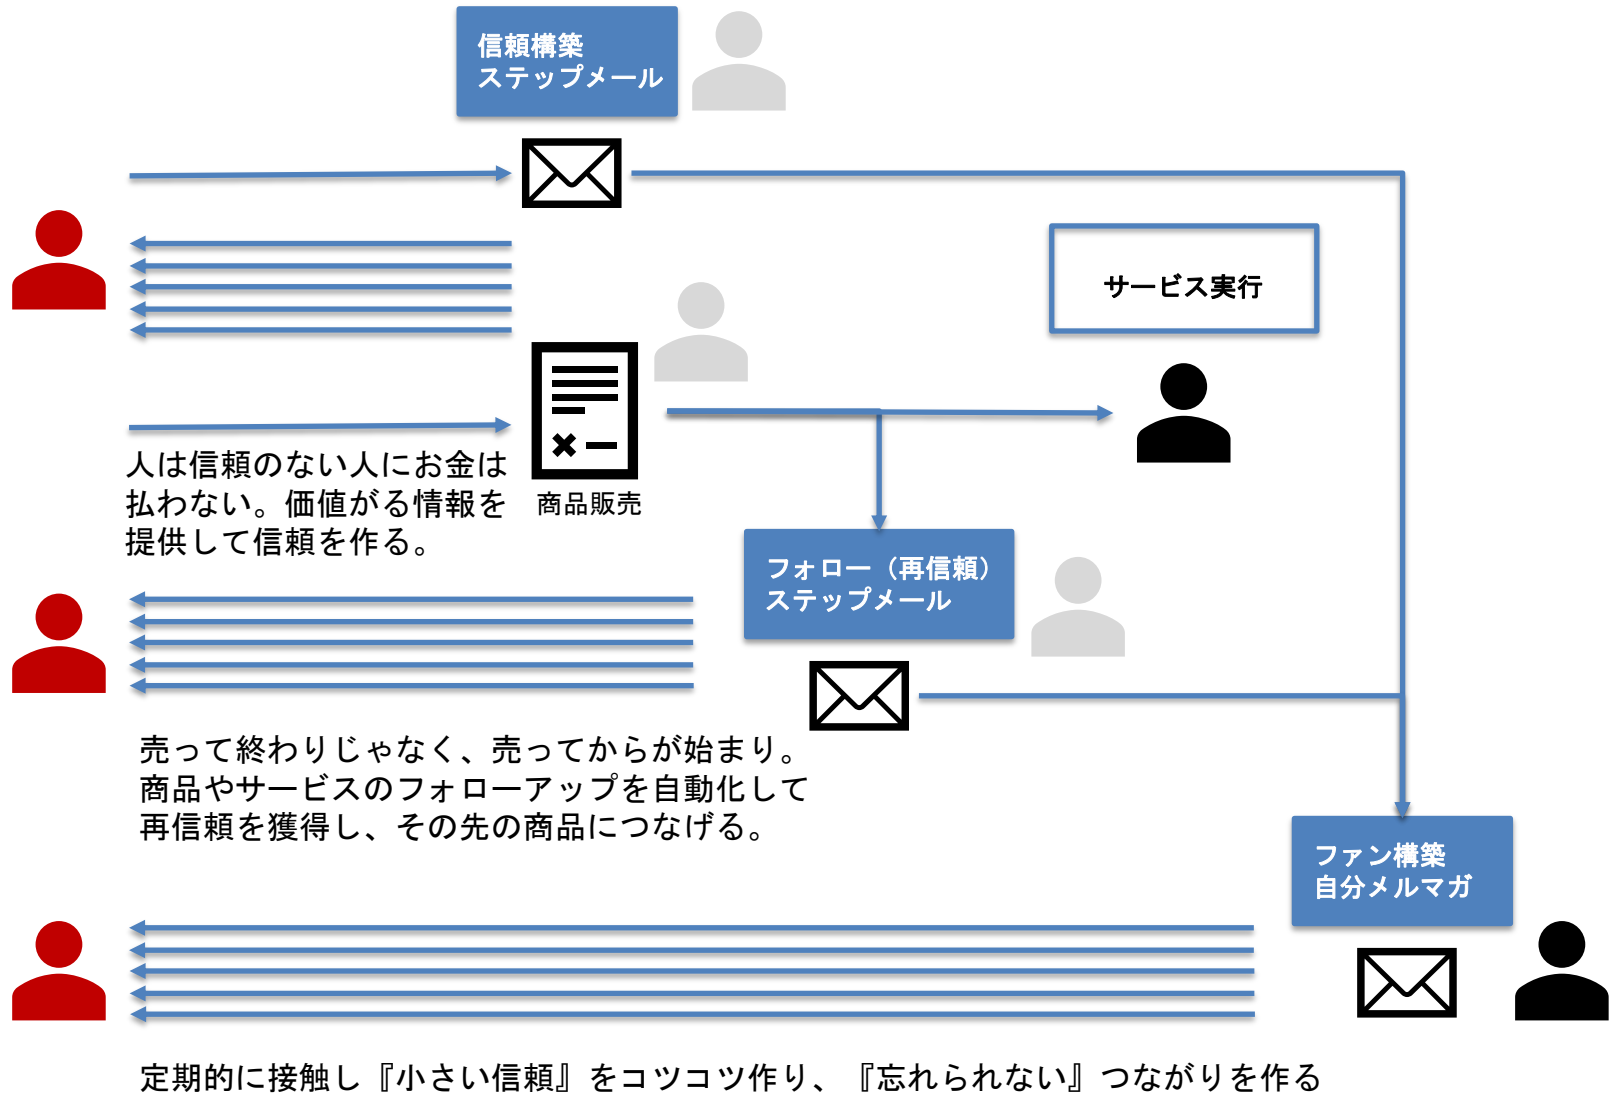 信頼構築
ステップメール
サービス実行
人は信頼のない人にお金は
払わない。価値がる情報を
提供して信頼を作る。
商品販売
フォロー（再信頼）
ステップメール
売って終わりじゃなく、売ってからが始まり。
商品やサービスのフォローアップを自動化して
再信頼を獲得し、その先の商品につなげる。
ファン構築
自分メルマガ
定期的に接触し『小さい信頼』をコツコツ作り、『忘れられない』つながりを作る